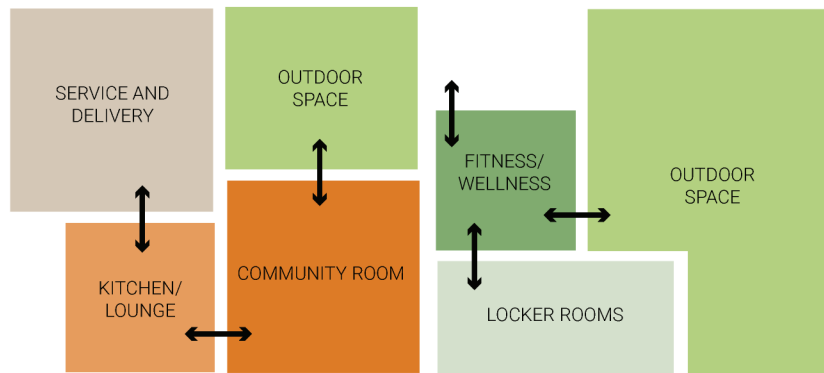 SERVICE AND
DELIVERY
OUTDOOR
SPACE
FITNESS/
WELLNESS
OUTDOOR
SPACE
KITCHEN/
LOUNGE
COMMUNITY ROOM
LOCKER ROOMS